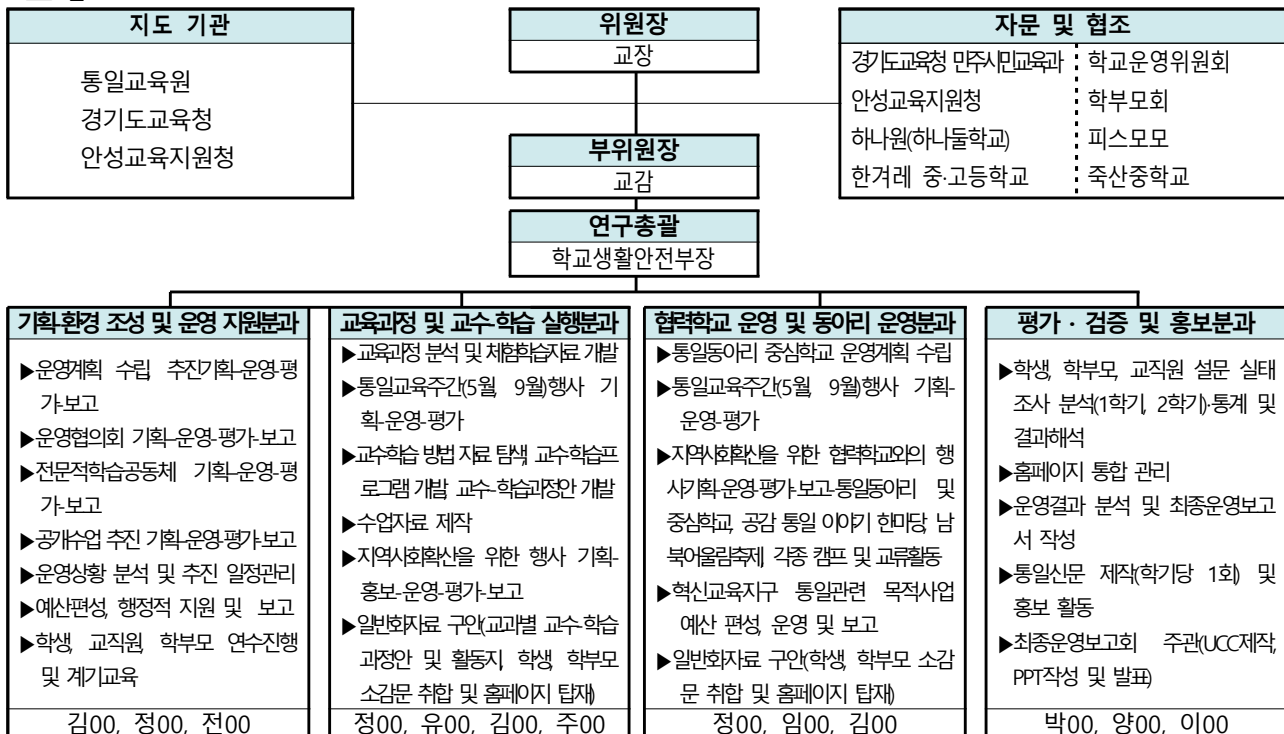 지도 기관
통일교육원
경기도교육청
안성교육지원청
위원장
교장
부위원장
교감
연구총괄
학교생활안전부장
자문 및 협조
경기도교육청 민주시민교육과
안성교육지원청
하나원(하나둘학교)
한겨레 중·고등학교
학교운영위원회
학부모회
피스모모
죽산중학교
기획·환경 조성 및 운영 지원분과
▶운영계획 수립, 추진기획-운영-평
가-보고
▶운영협의회 기획-운영-평가-보고
▶전문적학습공동체 기획-운영-평
가-보고
▶공개수업 추진 기획-운영-평가-보고
▶운영상황 분석 및 추진 일정관리
▶예산편성, 행정적 지원 및 보고
▶학생, 교직원, 학부모 연수진행
및 계기교육
김00, 정00, 전00
교육과정 및 교수·학습 실행분과
▶교육과정 분석 및 체험학습자료 개발
▶통일교육주간(5월, 9월)행사 기
획-운영-평가
▶교수학습 방법 자료 탐색, 교수·학습프
로그램 개발, 교수-학습과정안 개발
▶수업자료 제작
▶지역사회확산을 위한 행사 기획-
홍보-운영-평가-보고
▶일반화자료 구안(교과별 교수·학습
과정안 및 활동지, 학생, 학부모
소감문 취합 및 홈페이지 탑재)
정00, 유00, 김00, 주00
협력학교 운영 및 동아리 운영분과
▶통일동아리 중심학교 운영계획 수립
▶통일교육주간(5월, 9월)행사 기획-
운영-평가
▶지역사회확산을 위한 협력학교와의 행
사기획-운영-평가-보고-통일동아리 및
중심학교, 공감 통일 이야기 한마당, 남
북어울림축제, 각종 캠프 및 교류활동
▶혁신교육지구 통일관련 목적사업
예산 편성, 운영 및 보고
▶일반화자료 구안(학생, 학부모 소감
문 취합 및 홈페이지 탑재)
정00, 임00, 김00
평가 · 검증 및 홍보분과
▶학생, 학부모, 교직원 설문 실태
조사 분석(1학기, 2학기)·통계 및
결과해석
▶홈페이지 통합 관리
▶운영결과 분석 및 최종운영보고
서 작성
▶통일신문 제작(학기당 1회) 및
홍보 활동
▶최종운영보고회 주관(UCC제작,
PPT작성 및 발표)
박00, 양00, 이00